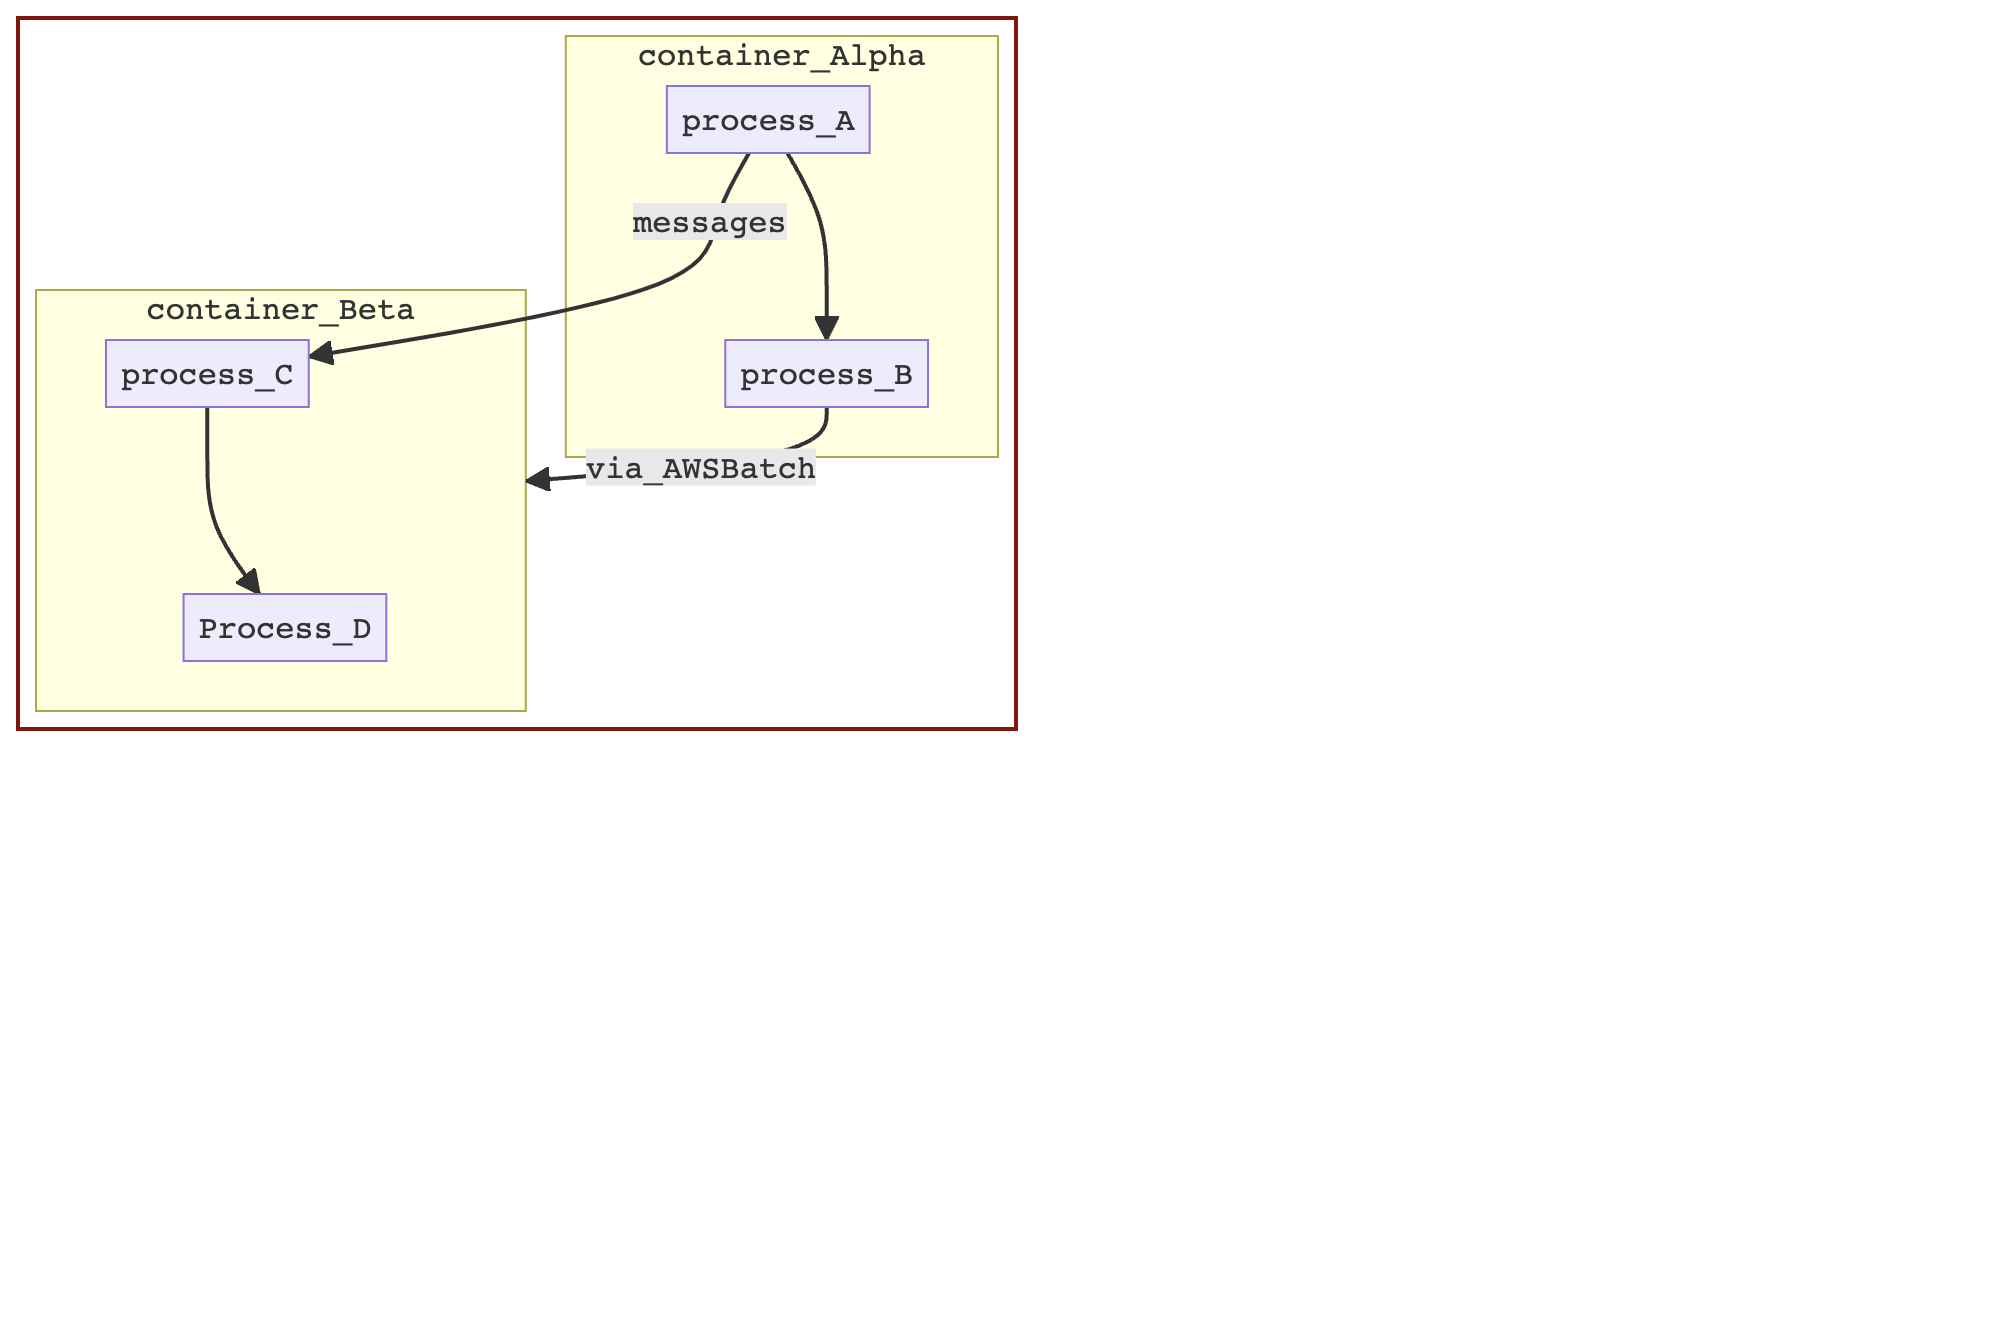 container_Alpha
process_A
messages
container_Beta
process_C
process_B
via_AWSBatch
Process_D